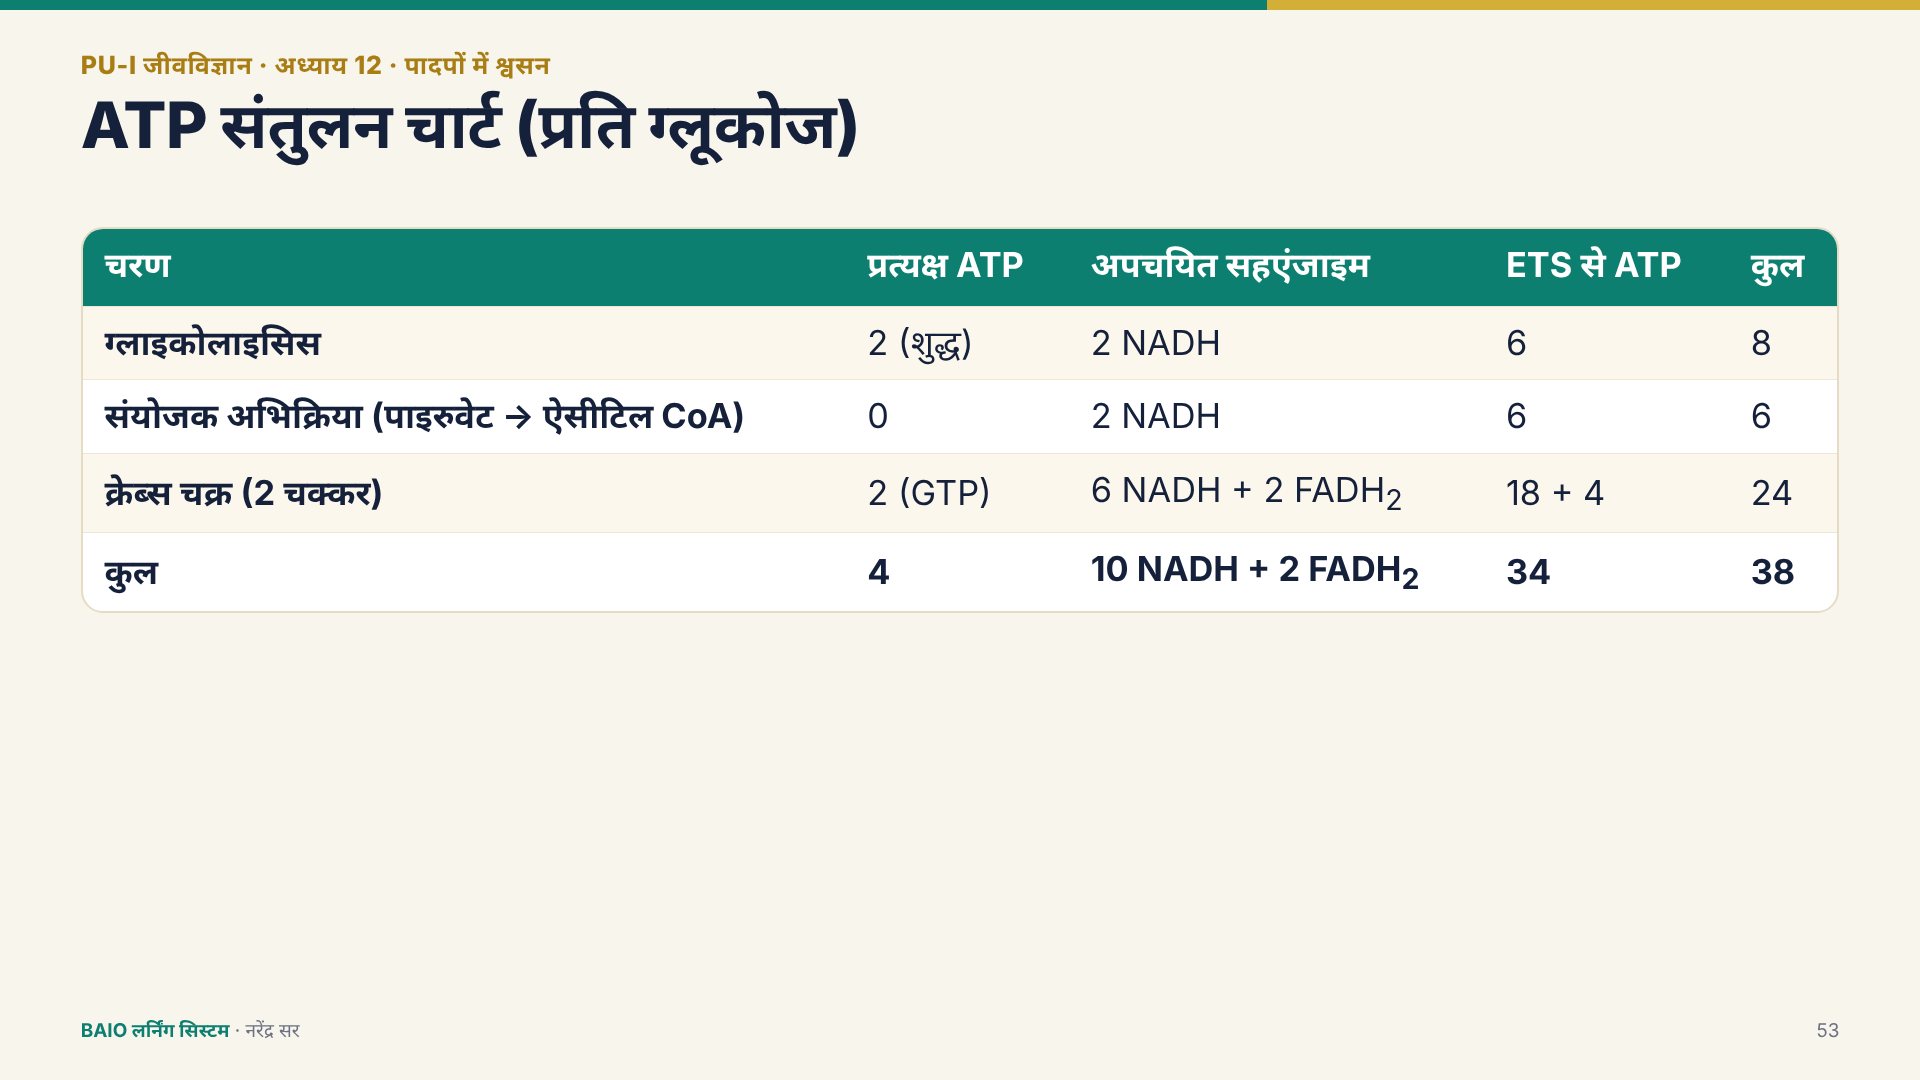 PU-I जीवविज्ञान · अध्याय 12 · पादपों में श्वसन
ATP संतुलन चार्ट (प्रति ग्लूकोज)
चरण प्रत्यक्ष ATP अपचयित सहएंजाइम ETS से ATP कुल
ग्लाइकोलाइसिस 2 (शुद्ध) 2 NADH 6 8
संयोजक अभिक्रिया (पाइरुवेट → ऐसीटिल CoA) 0 2 NADH 6 6
क्रेब्स चक्र (2 चक्कर) 2 (GTP) 6 NADH + 2 FADH₂ 18 + 4 24
कुल 4 10 NADH + 2 FADH₂ 34 38
BAIO लर्निंग सिस्टम · नरेंद्र सर 53